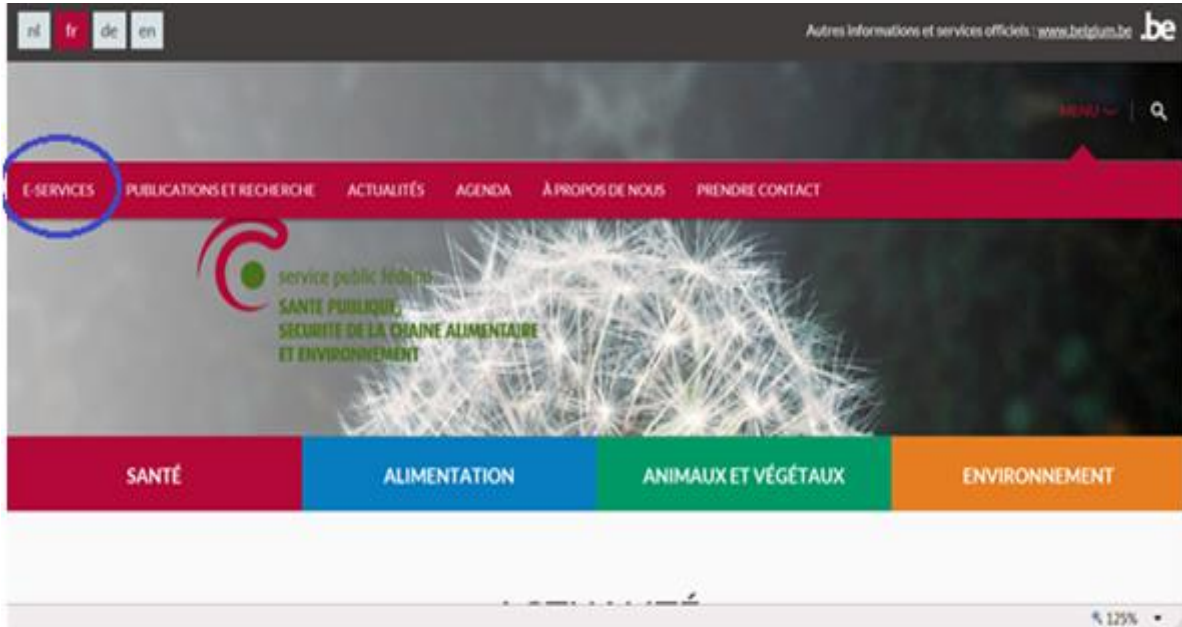 nl fr de en
Autres informations et services officiels : www.belgium.be .be
MENU
E-SERVICES PUBLICATIONS ET RECHERCHE ACTUALITÉS AGENDA À PROPOS DE NOUS PRENDRE CONTACT
service public fédéral
SANTE PUBLIQUE,
SECURITE DE LA CHAINE ALIMENTAIRE
ET ENVIRONNEMENT
SANTÉ ALIMENTATION ANIMAUX ET VÉGÉTAUX ENVIRONNEMENT
ACTUALITÉ
125%